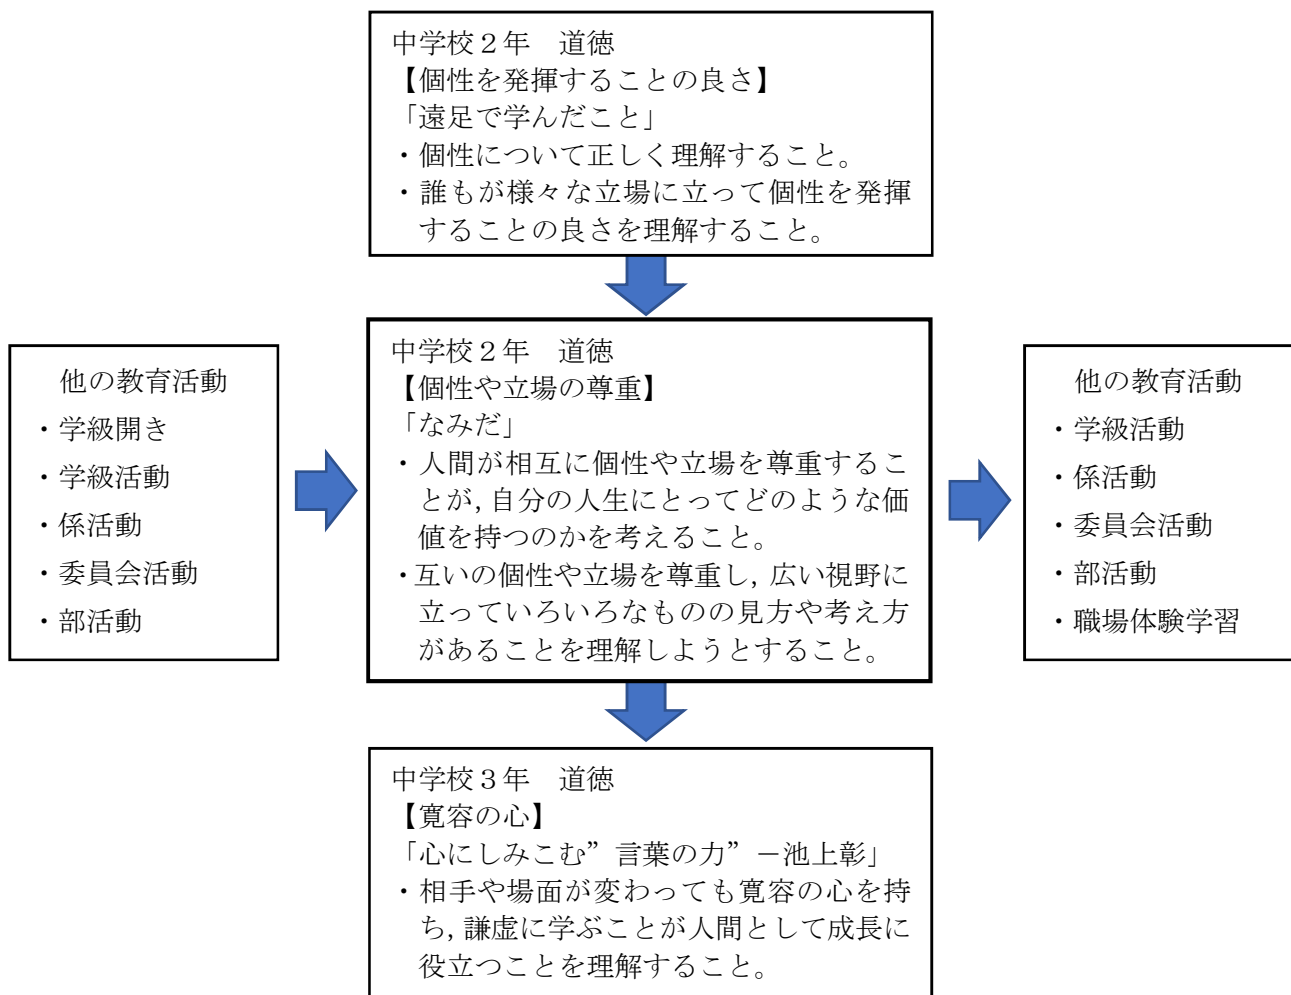 中学校２年　道徳
【個性を発揮することの良さ】
「遠足で学んだこと」
・個性について正しく理解すること。
・誰もが様々な立場に立って個性を発揮
することの良さを理解すること。
他の教育活動
・学級開き
・学級活動
・係活動
・委員会活動
・部活動
中学校２年　道徳
【個性や立場の尊重】
「なみだ」
・人間が相互に個性や立場を尊重するこ
とが，自分の人生にとってどのような価
値を持つのかを考えること。
・互いの個性や立場を尊重し，広い視野に
立っていろいろなものの見方や考え方
があることを理解しようとすること。
他の教育活動
・学級活動
・係活動
・委員会活動
・部活動
・職場体験学習
中学校３年　道徳
【寛容の心】
「心にしみこむ”言葉の力”－池上彰」
・相手や場面が変わっても寛容の心を持
ち，謙虚に学ぶことが人間として成長に
役立つことを理解すること。